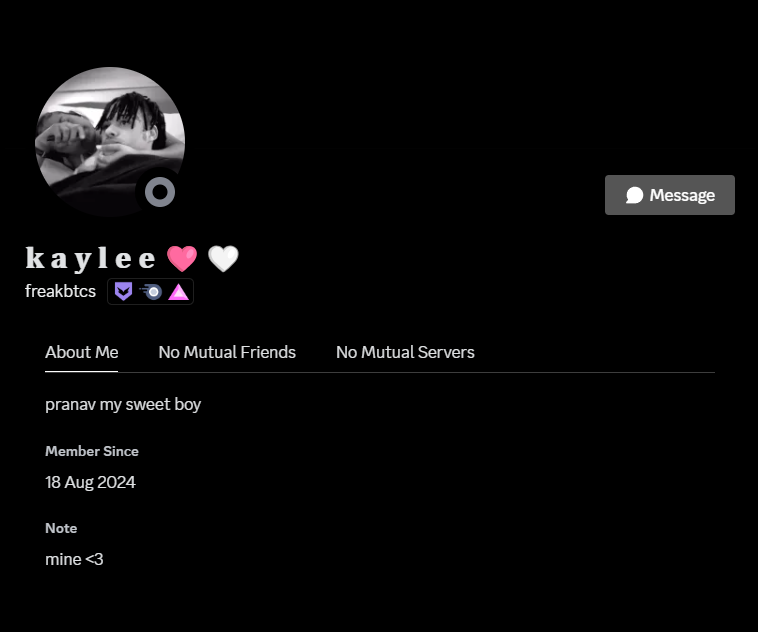 Message
kaylee 🩷 🤍
freakbtcs
About Me No Mutual Friends No Mutual Servers
pranav my sweet boy
Member Since
18 Aug 2024
Note
mine <3